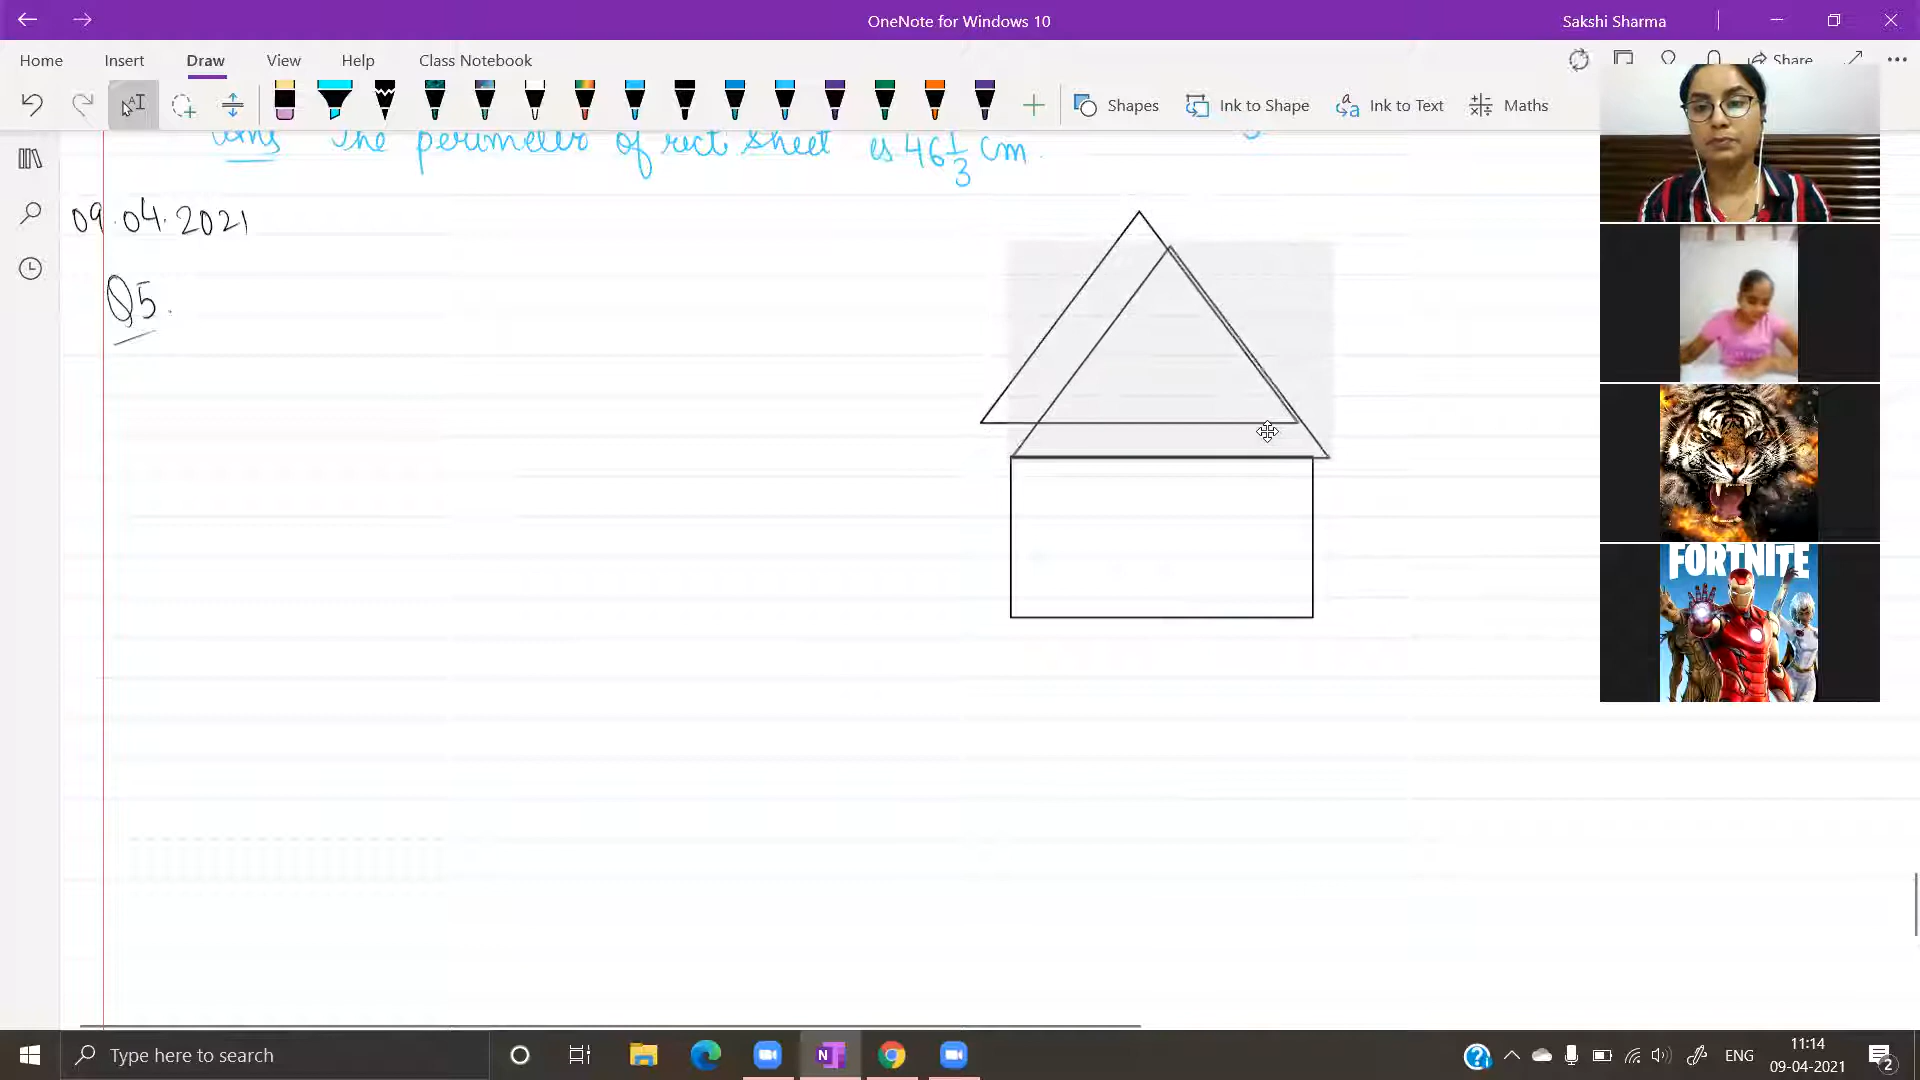 OneNote for Windows 10
Sakshi Sharma
Home Insert Draw View Help Class Notebook
Share
Shapes Ink to Shape Ink to Text Maths
Ans The perimeter of rect. sheet is 46 1/3 cm.
09.04.2021
Q5.
FORTNITE
Type here to search
ENG
11:14
09-04-2021
2